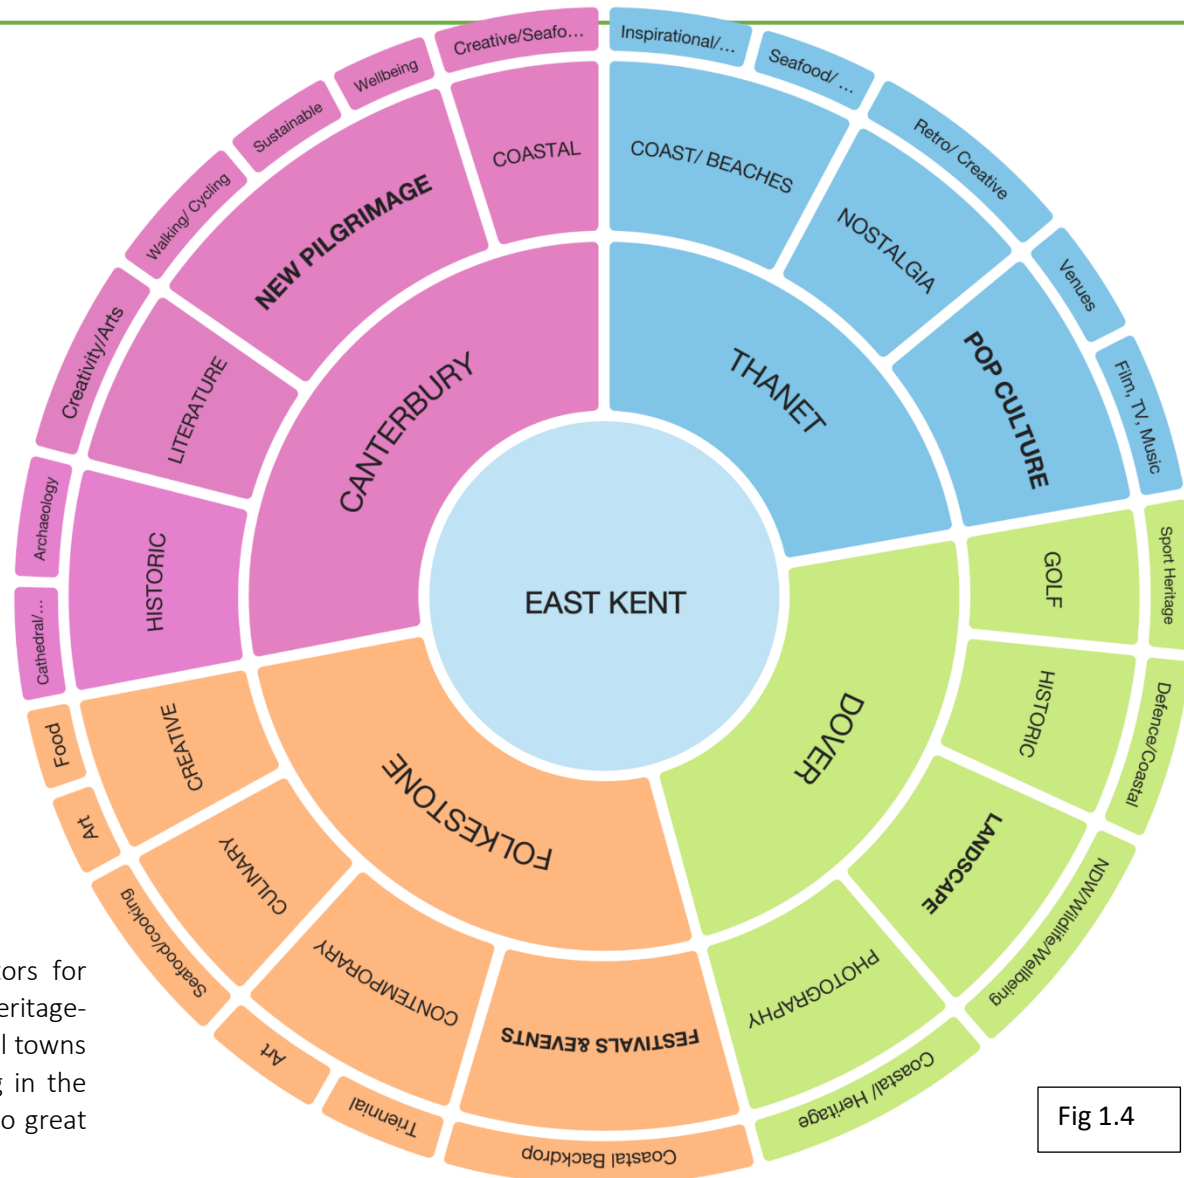 EAST KENT
THANET
COAST/ BEACHES
Inspirational/...
Seafood/ ...
NOSTALGIA
Retro/ Creative
POP CULTURE
Venues
Film, TV, Music
DOVER
GOLF
Sport Heritage
HISTORIC
Defence/Coastal
LANDSCAPE
NDW/Wildlife/Wellbeing
PHOTOGRAPHY
Coastal/ Heritage
FOLKESTONE
FESTIVALS &EVENTS
Coastal Backdrop
CONTEMPORARY
Triennial
Art
CULINARY
Seafood/cooking
CREATIVE
Art
Food
CANTERBURY
HISTORIC
Cathedral/...
Archaeology
LITERATURE
Creativity/Arts
NEW PILGRIMAGE
Walking/ Cycling
Sustainable
Wellbeing
COASTAL
Creative/Seafo...
tors for
eritage-
l towns
g in the
o great
Fig 1.4